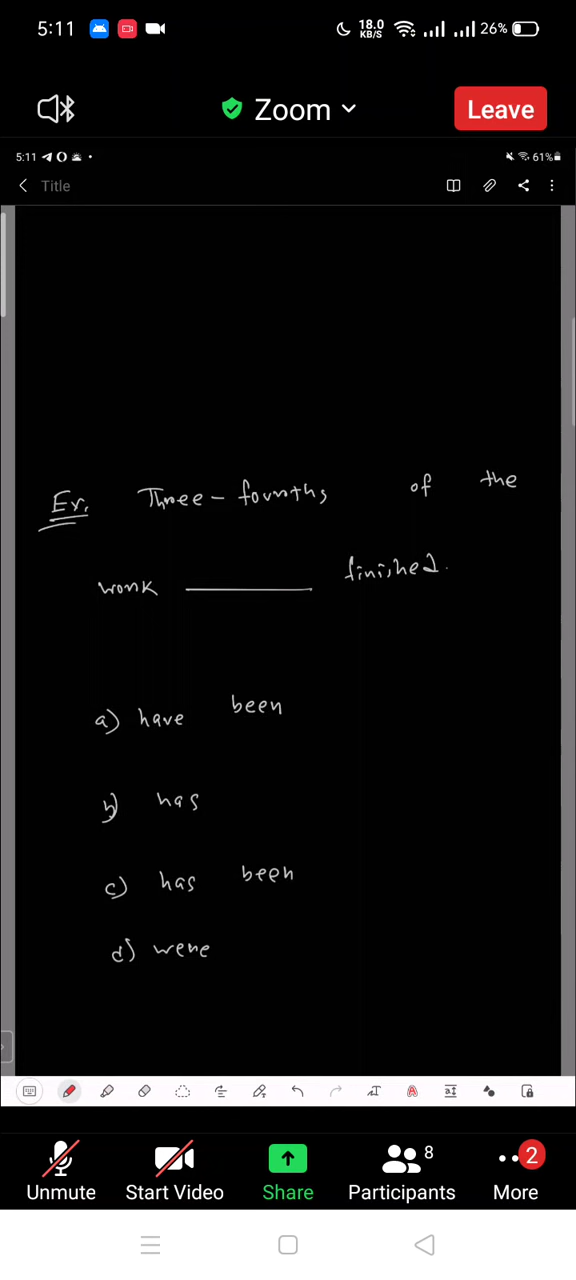 5:11 18.0 KB/S 26%
Zoom Leave
5:11 61%
Title
Ex. Three-fourths of the
work finished.
a) have been
b) has
c) has been
d) were
8 2
Unmute Start Video Share Participants More